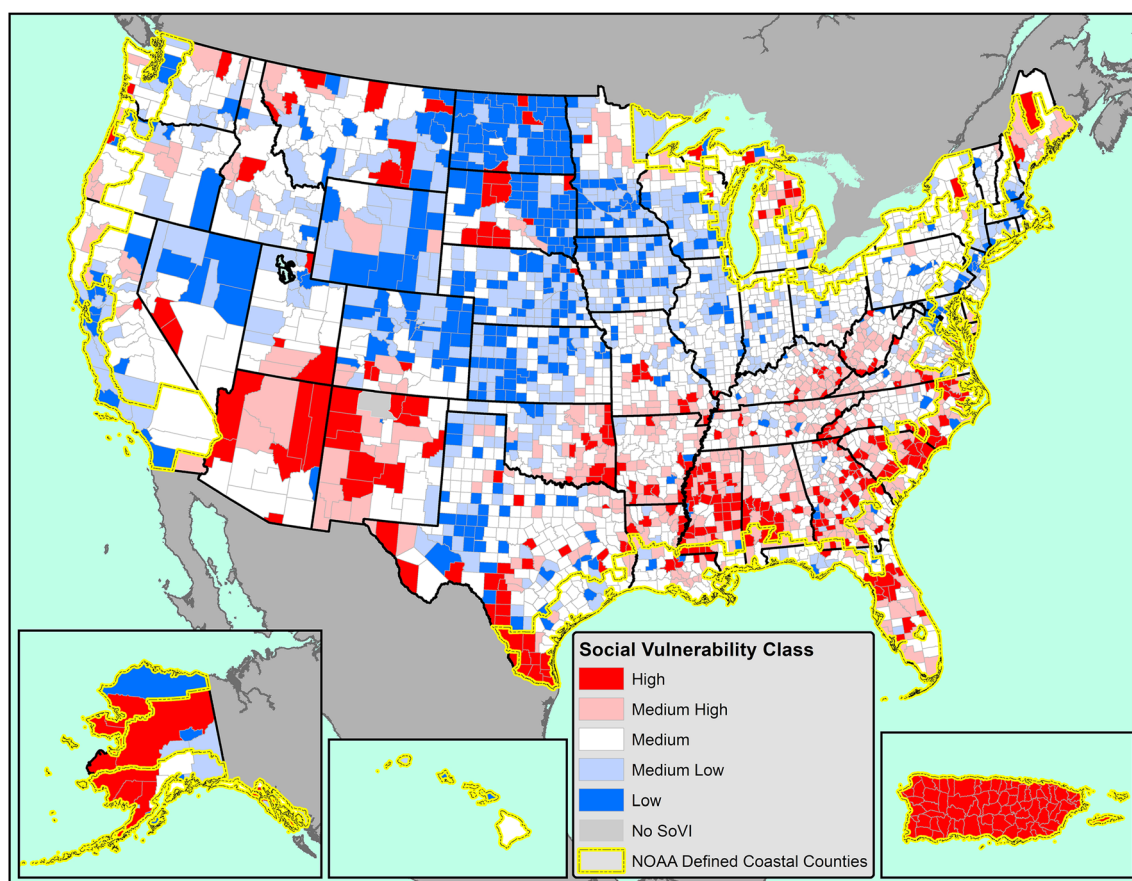 Social Vulnerability Class
High
Medium High
Medium
Medium Low
Low
No SoVI
NOAA Defined Coastal Counties